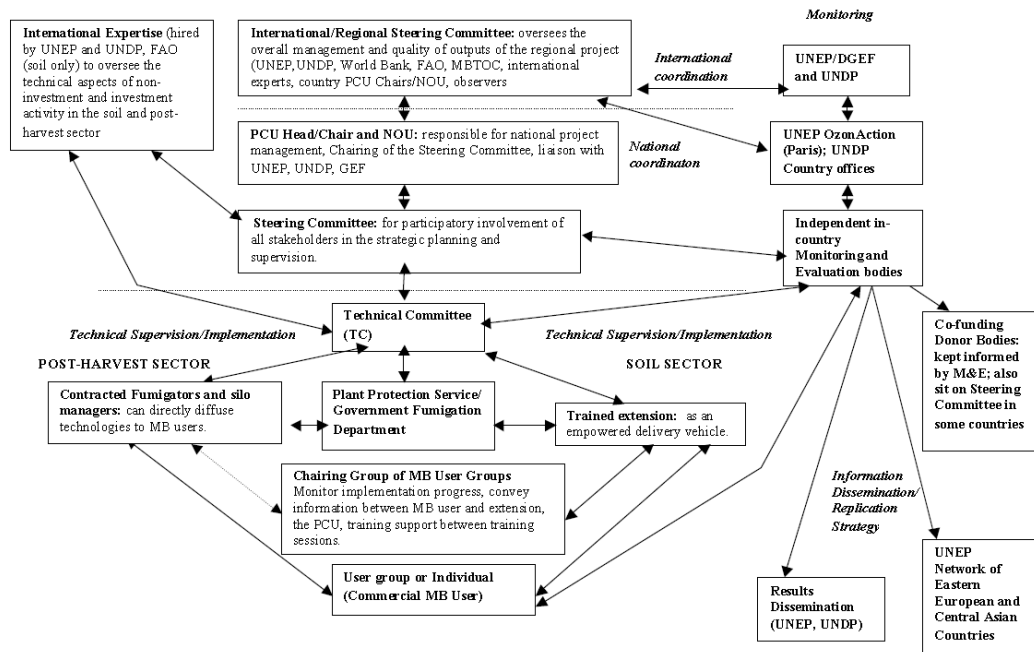 International Expertise (hired
by UNEP and UNDP, FAO
(soil only) to oversee the
technical aspects of non-
investment and investment
activity in the soil and post-
harvest sector
International/Regional Steering Committee: oversees
the overall management and quality of outputs of the
regional project
(UNEP, UNDP, World Bank, FAO, MBTOC, international
experts, country PCU Chairs/NOU, observers
Monitoring
International
coordination
UNEP/DGEF
and UNDP
PCU Head/Chair and NOU: responsible for national project
management, Chairing of the Steering Committee, liaison with
UNEP, UNDP, GEF
National
coordinaton
UNEP OzonAction
(Paris); UNDP
Country offices
Steering Committee: for participatory involvement of
all stakeholders in the strategic planning and
supervision.
Independent in-
country
Monitoring and
Evaluation bodies
Technical Committee
(TC)
Technical Supervision/Implementation
Technical Supervision/Implementation
POST-HARVEST SECTOR
SOIL SECTOR
Co-funding
Donor Bodies:
kept informed
by M&E; also
sit on Steering
Committee in
some countries
Contracted Fumigators and silo
managers: can directly diffuse
technologies to MB users.
Plant Protection Service/
Government Fumigation
Department
Trained extension: as an
empowered delivery vehicle.
Chairing Group of MB User Groups
Monitor implementation progress, convey
information between MB user and extension,
the PCU, training support between training
sessions.
Information
Dissemination/
Replication
Strategy
User group or Individual
(Commercial MB User)
Results
Dissemination
(UNEP, UNDP)
UNEP
Network of
Eastern
European and
Central Asian
Countries